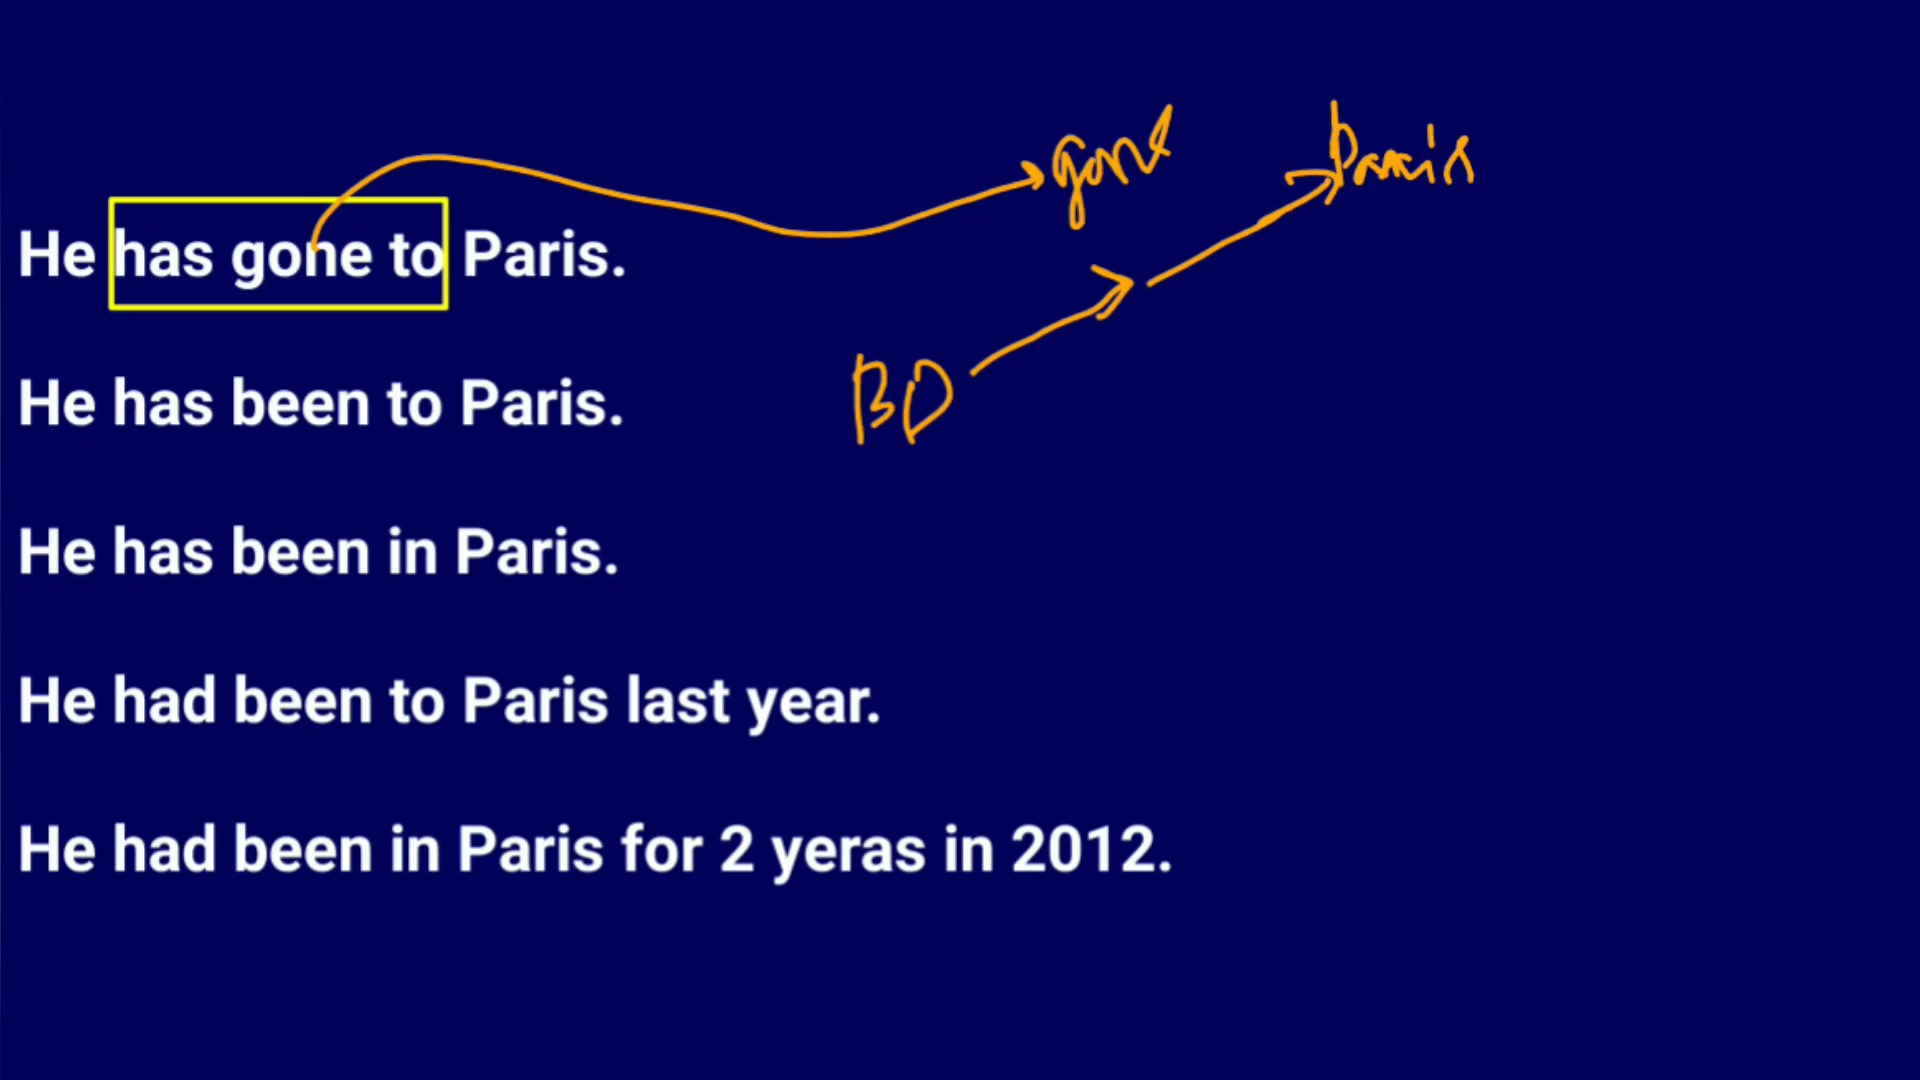 gone
Paris
He has gone to Paris.
BD
He has been to Paris.
He has been in Paris.
He had been to Paris last year.
He had been in Paris for 2 yeras in 2012.